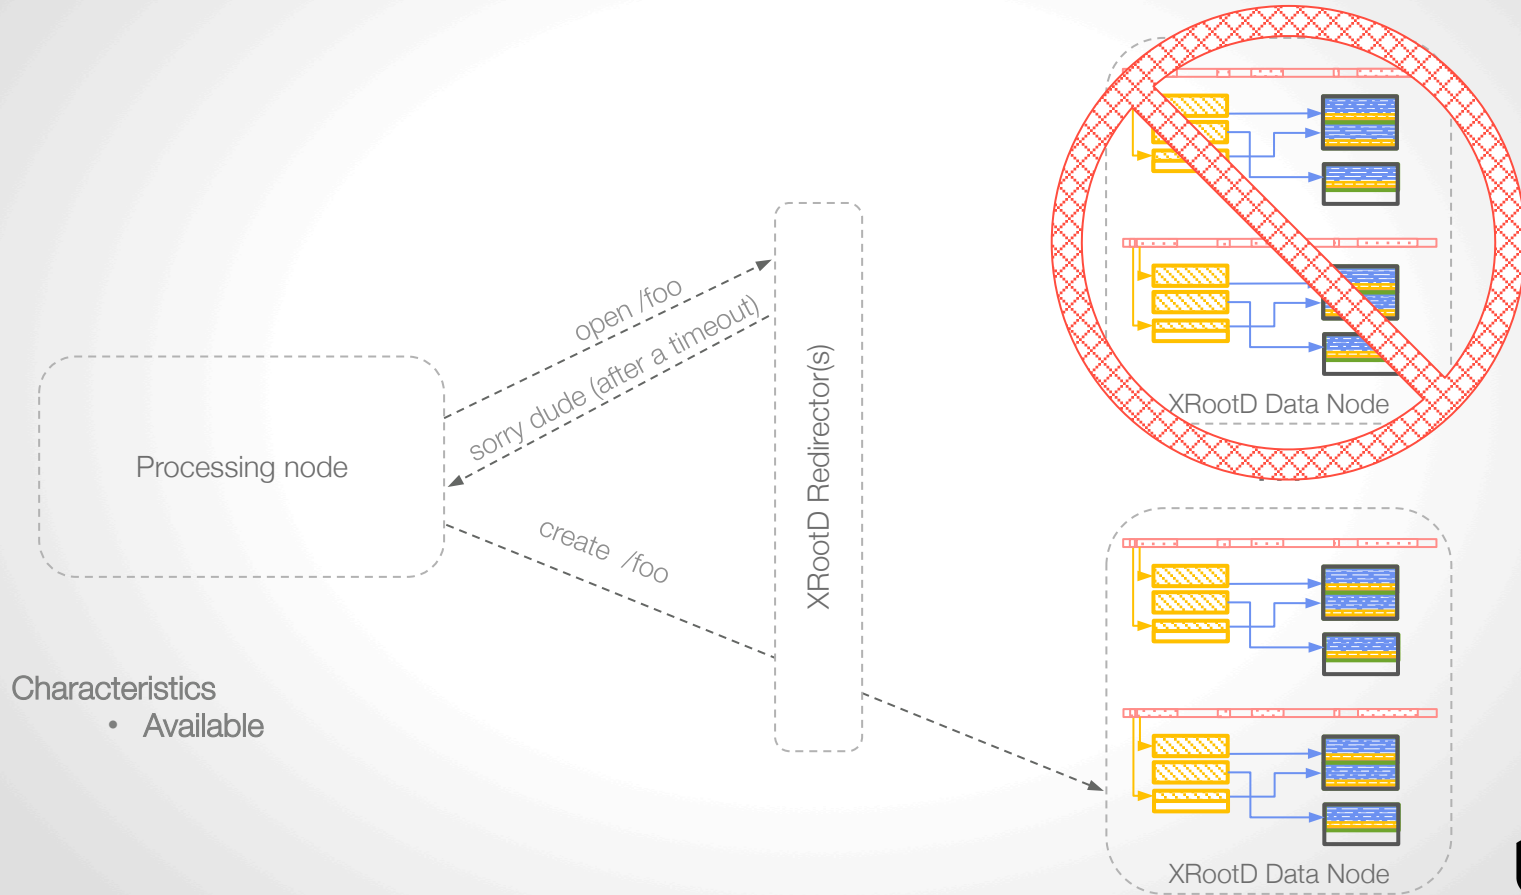 open /foo
sorry dude (after a timeout)
Processing node
create /foo
XRootD Redirector(s)
XRootD Data Node
XRootD Data Node
Characteristics
• Available